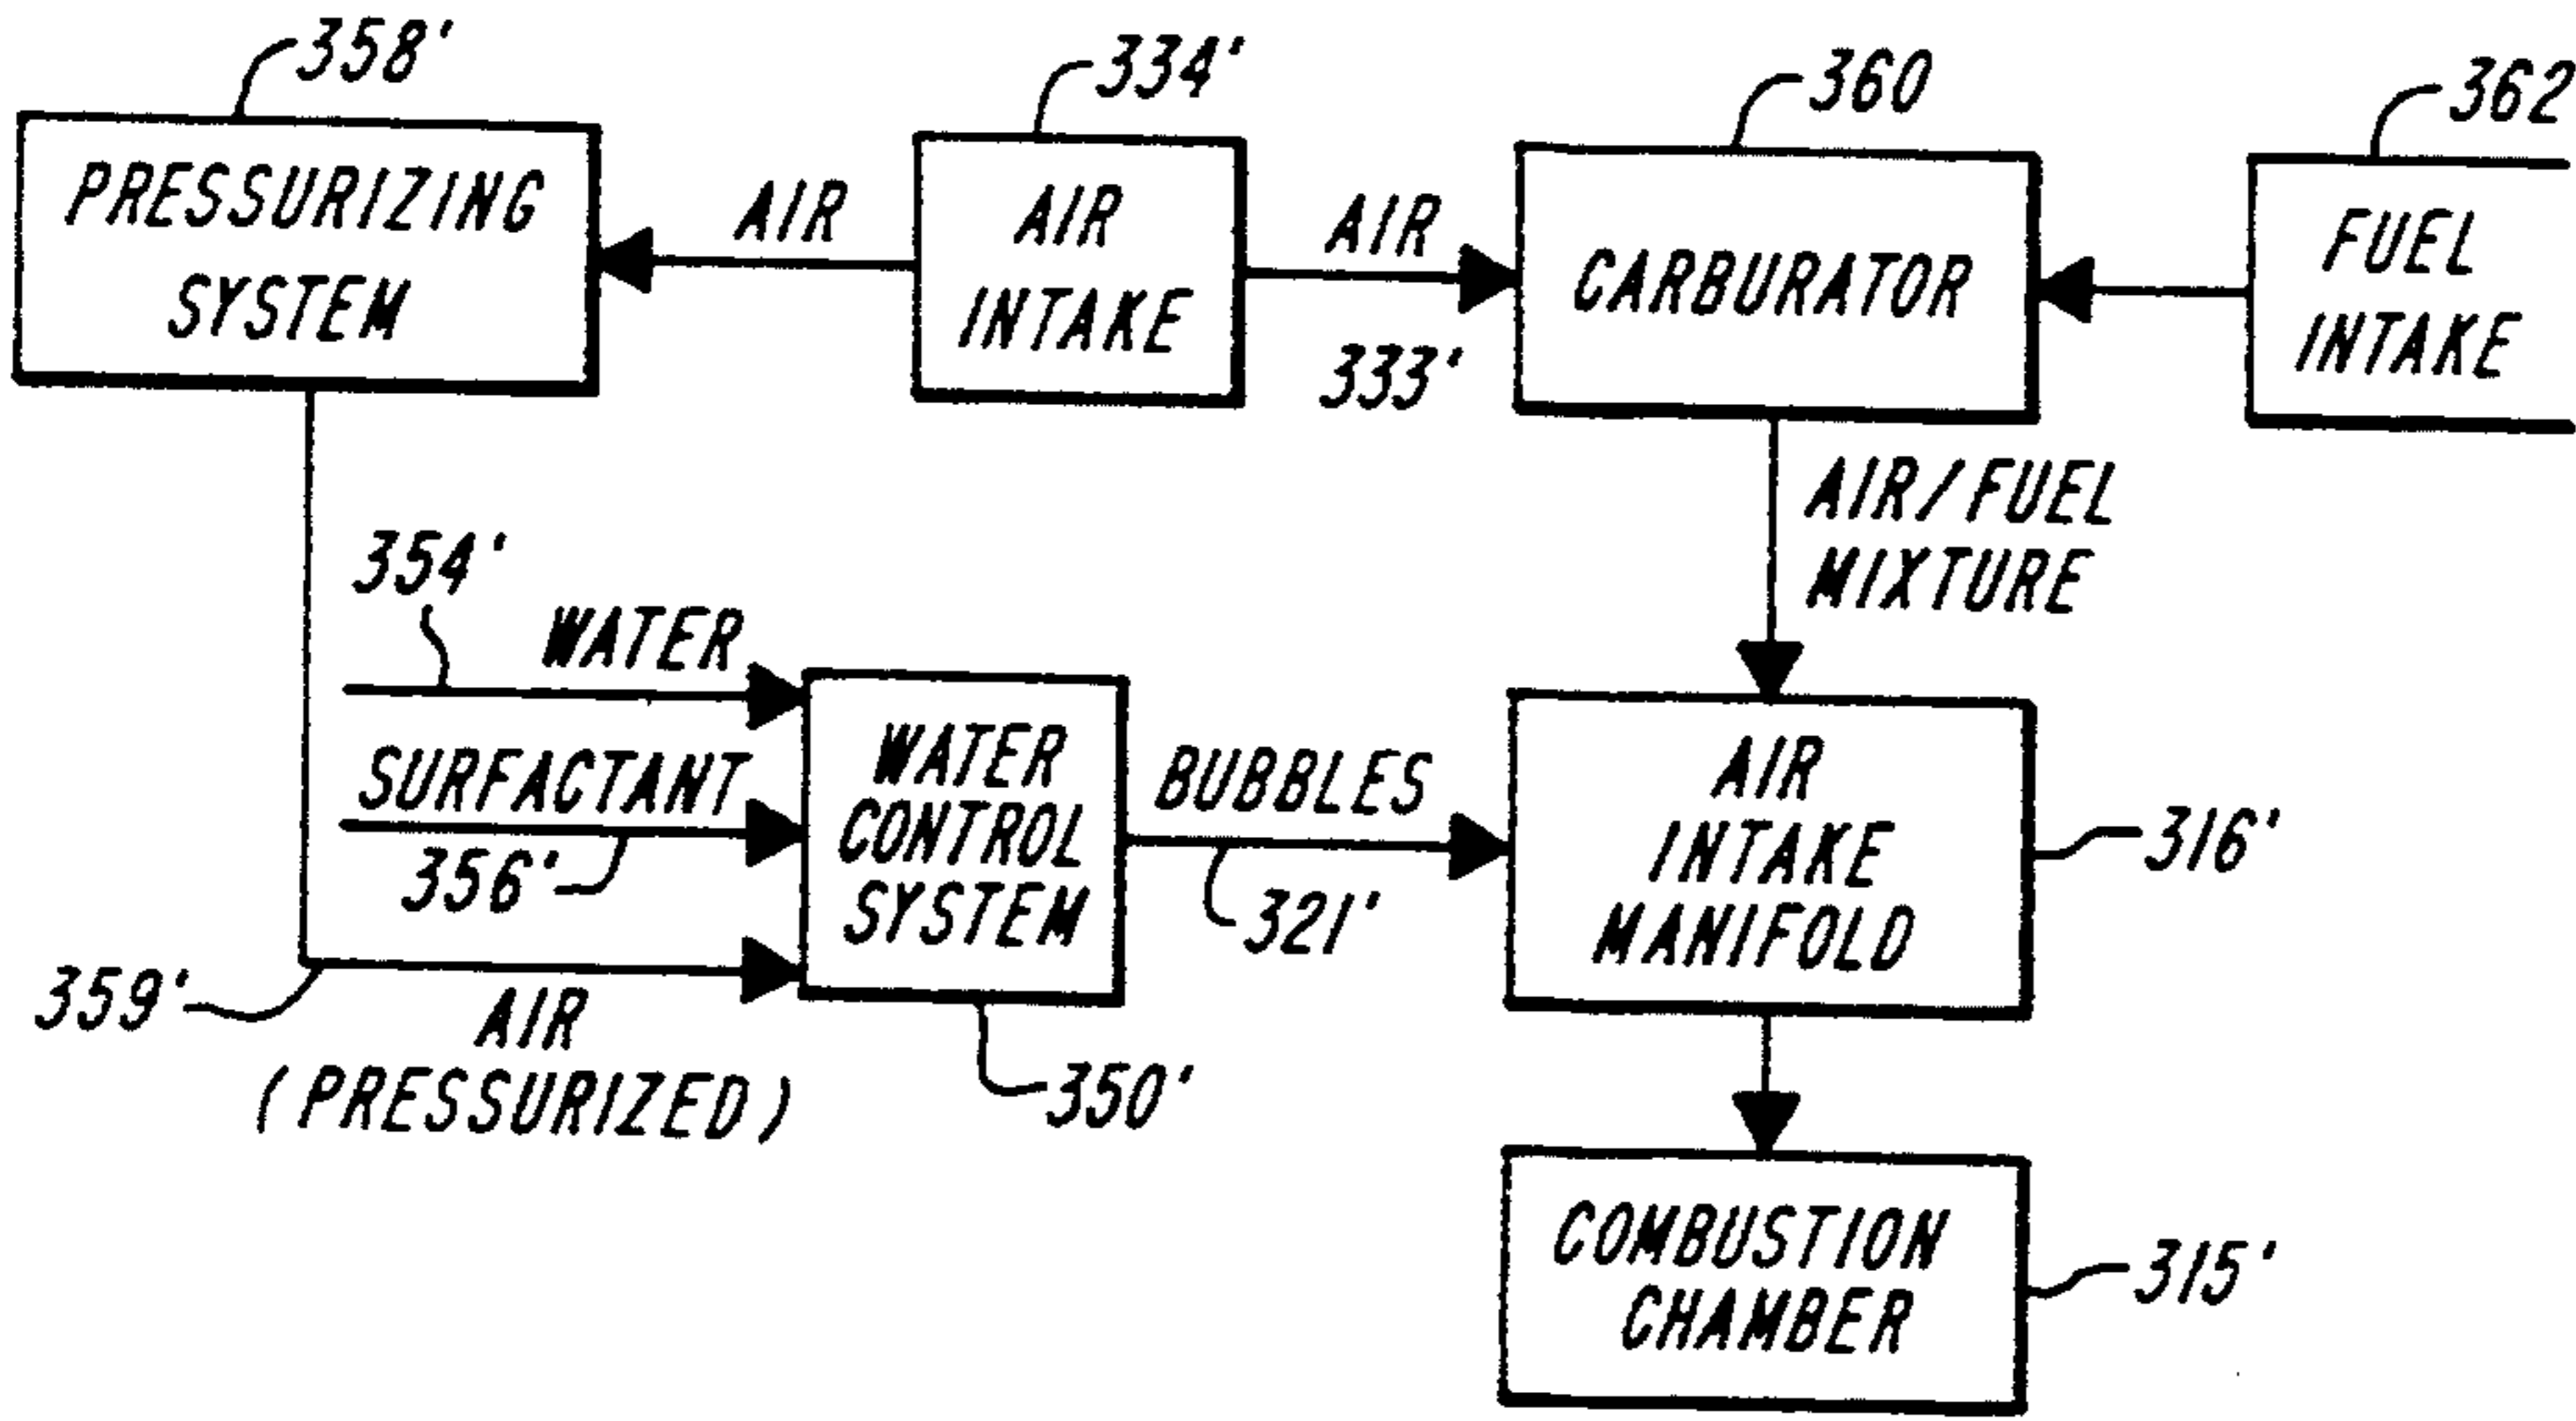 358'
334'
360
362
PRESSURIZING
SYSTEM
AIR
AIR
INTAKE
AIR
333'
CARBURATOR
FUEL
INTAKE
AIR/FUEL
MIXTURE
354'
WATER
SURFACTANT
356'
359'
AIR
(PRESSURIZED)
WATER
CONTROL
SYSTEM
350'
BUBBLES
321'
AIR
INTAKE
MANIFOLD
316'
COMBUSTION
CHAMBER
315'